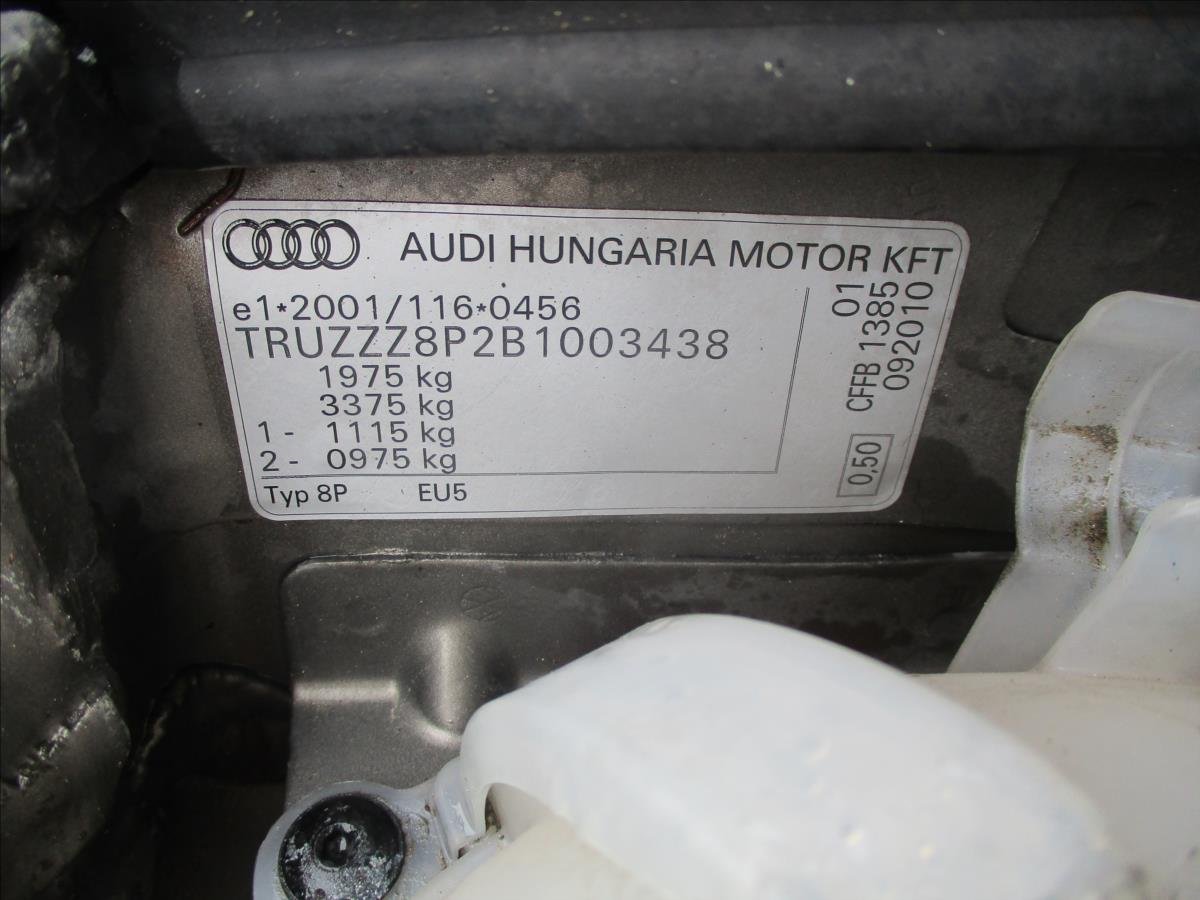 AUDI HUNGARIA MOTOR KFT
e1*2001/116*0456
TRUZZZ8P2B1003438
1975 kg
3375 kg
1 - 1115 kg
2 - 0975 kg
Typ 8P EU5
01
CFFB 1385
092010
0,50